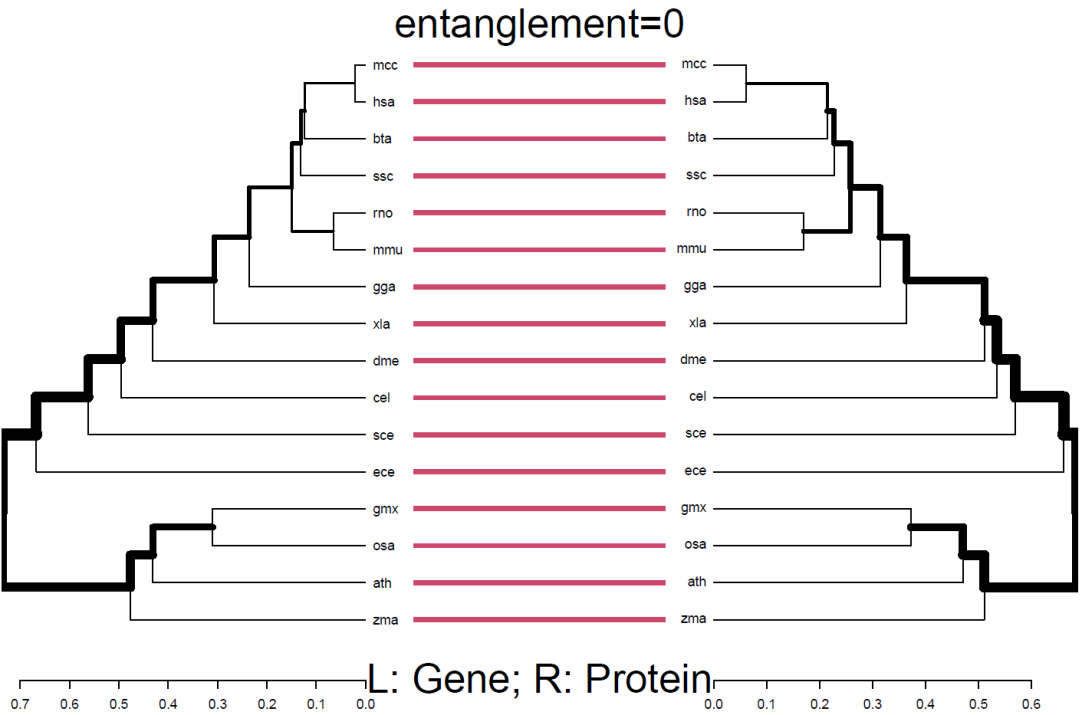 entanglement=0
mcc mcc
hsa hsa
bta bta
ssc ssc
rno rno
mmu mmu
gga gga
xla xla
dme dme
cel cel
sce sce
ece ece
gmx gmx
osa osa
ath ath
zma zma
L: Gene; R: Protein
0.7 0.6 0.5 0.4 0.3 0.2 0.1 0.0 0.0 0.1 0.2 0.3 0.4 0.5 0.6